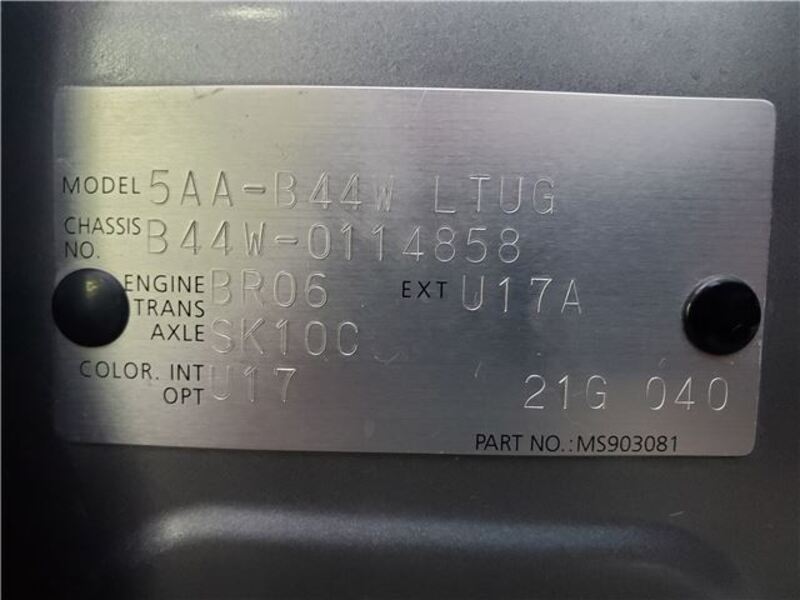 MODEL 5AA-B44W LTUG
CHASSIS NO. B44W-0114858
ENGINE BR06 EXT U17A
TRANS AXLE SK10C
COLOR. INT U17
OPT 21G 040
PART NO.:MS903081